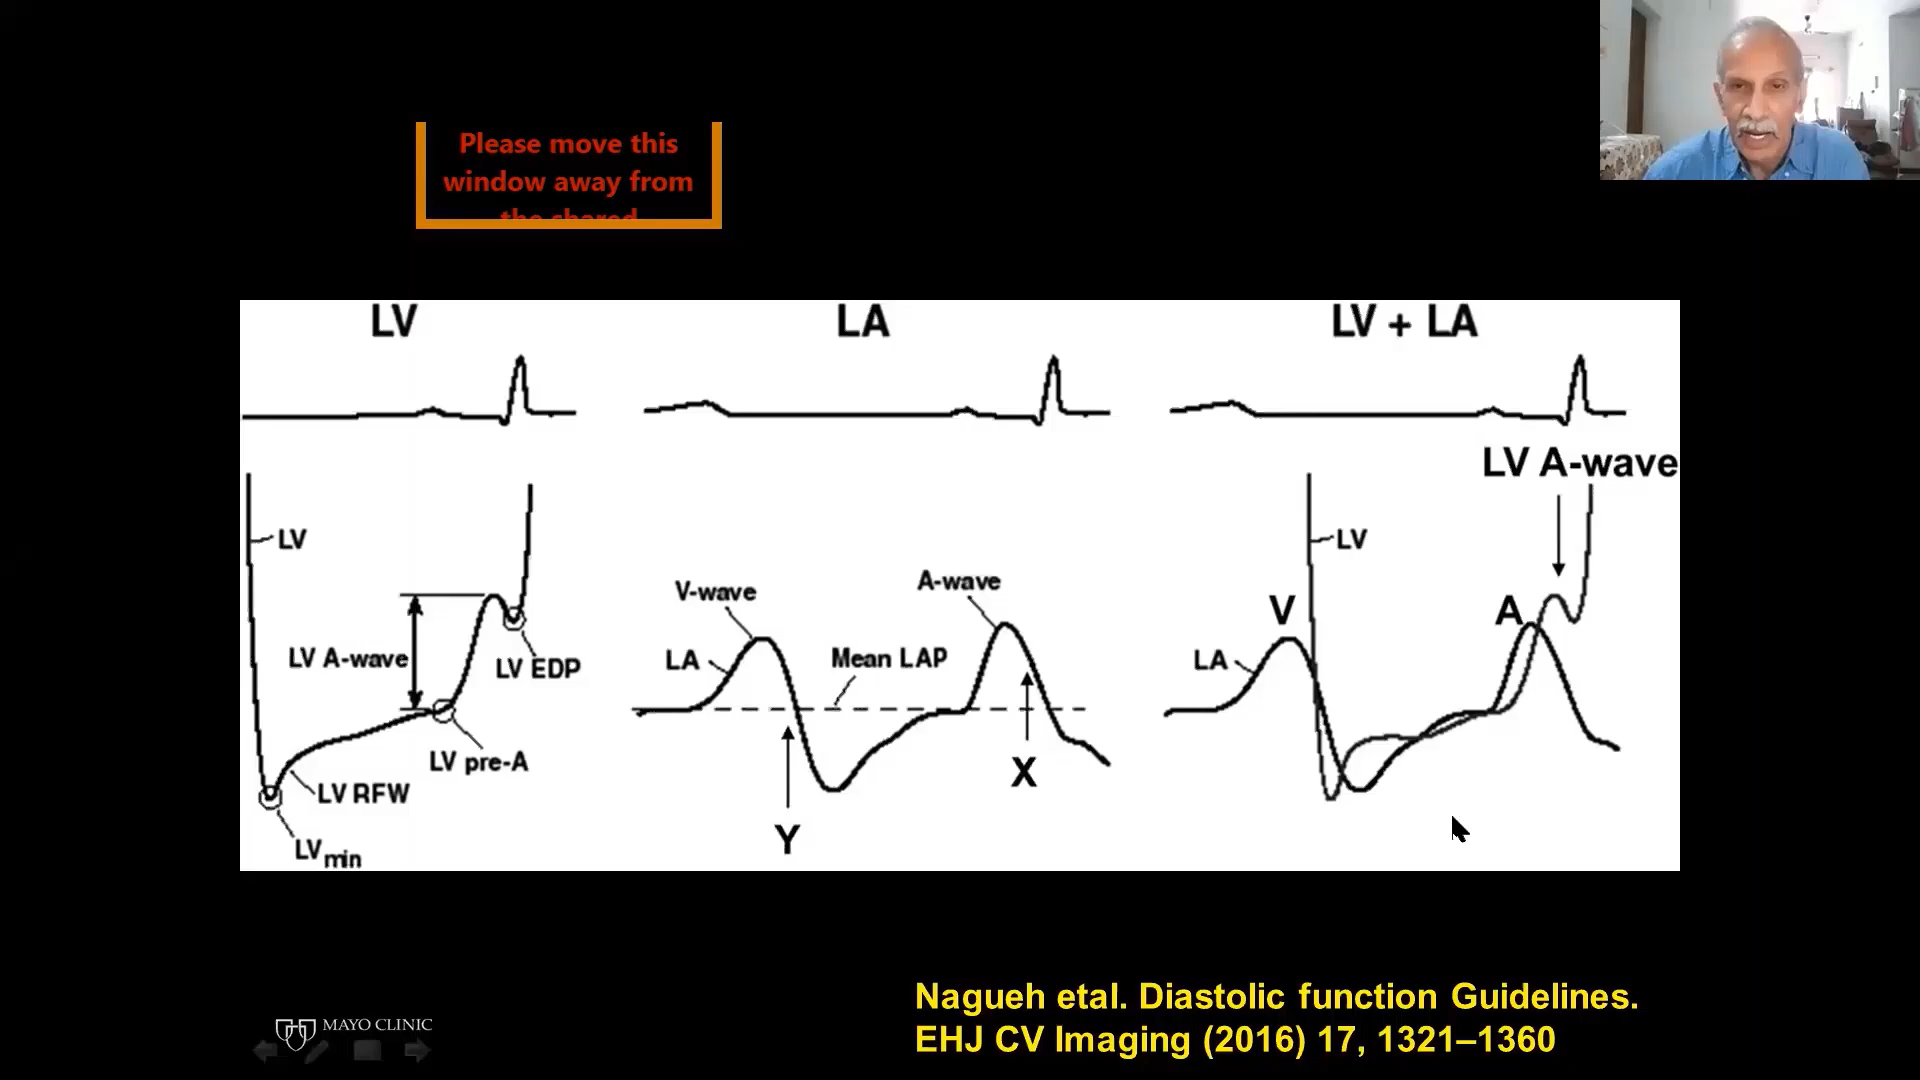 Please move this
window away from
the shared
LV
LA
LV + LA
LV
LV A-wave
LV EDP
LV pre-A
LV RFW
LVmin
V-wave
A-wave
LA
Mean LAP
Y
X
LV A-wave
LV
V
A
LA
Nagueh etal. Diastolic function Guidelines.
EHJ CV Imaging (2016) 17, 1321–1360
MAYO CLINIC